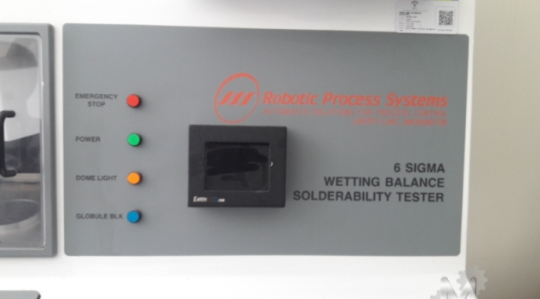 EMERGENCY
STOP
POWER
DOME LIGHT
GLOBULE BLK
Robotic Process Systems
6 SIGMA
WETTING BALANCE
SOLDERABILITY TESTER